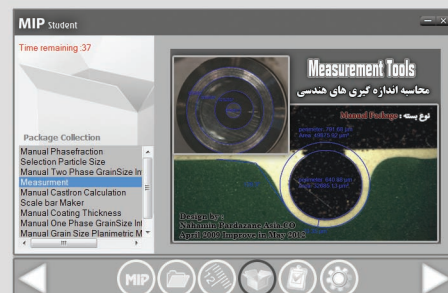 MIP Student
Time remaining :37
Package Collection
Manual Phasefraction
Selection Particle Size
Manual Two Phase GrainSize In
Measurment
Manual CastIron Calculation
Scale bar Maker
Manual Coating Thickness
Manual One Phase GrainSize Int
Manual Grain Size Planimetric M
Measurement Tools
محاسبه اندازه گیری های هندسی
نوع بسته : Manual Package
Design by :
Nahamin Pardazane Asia.CO
April 2009 Improve in May 2012
MIP